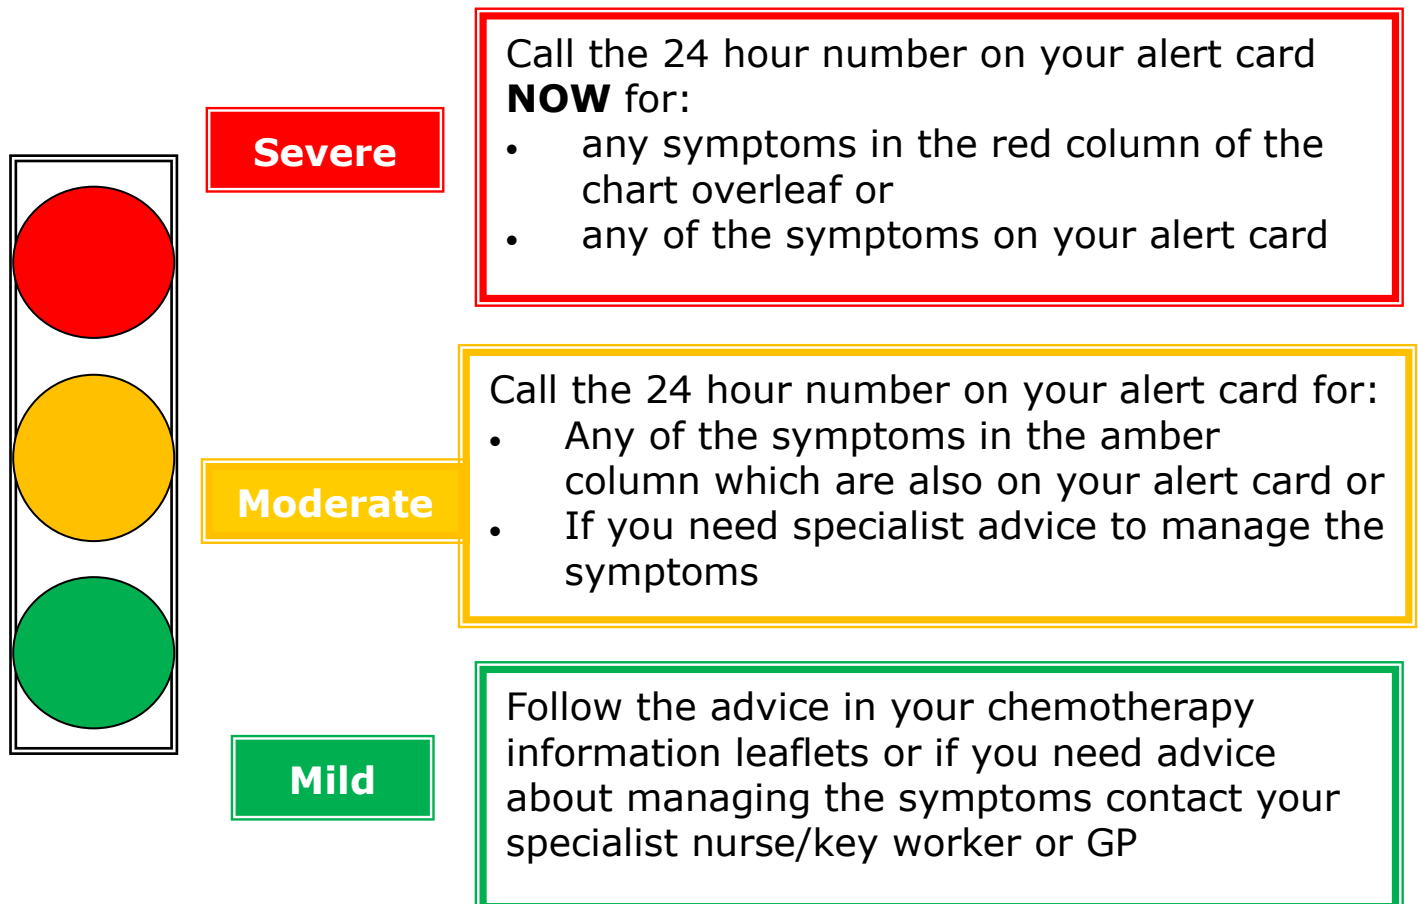 Severe
Call the 24 hour number on your alert card
NOW for:
• any symptoms in the red column of the
chart overleaf or
• any of the symptoms on your alert card
Moderate
Call the 24 hour number on your alert card for:
• Any of the symptoms in the amber
column which are also on your alert card or
• If you need specialist advice to manage the
symptoms
Mild
Follow the advice in your chemotherapy
information leaflets or if you need advice
about managing the symptoms contact your
specialist nurse/key worker or GP